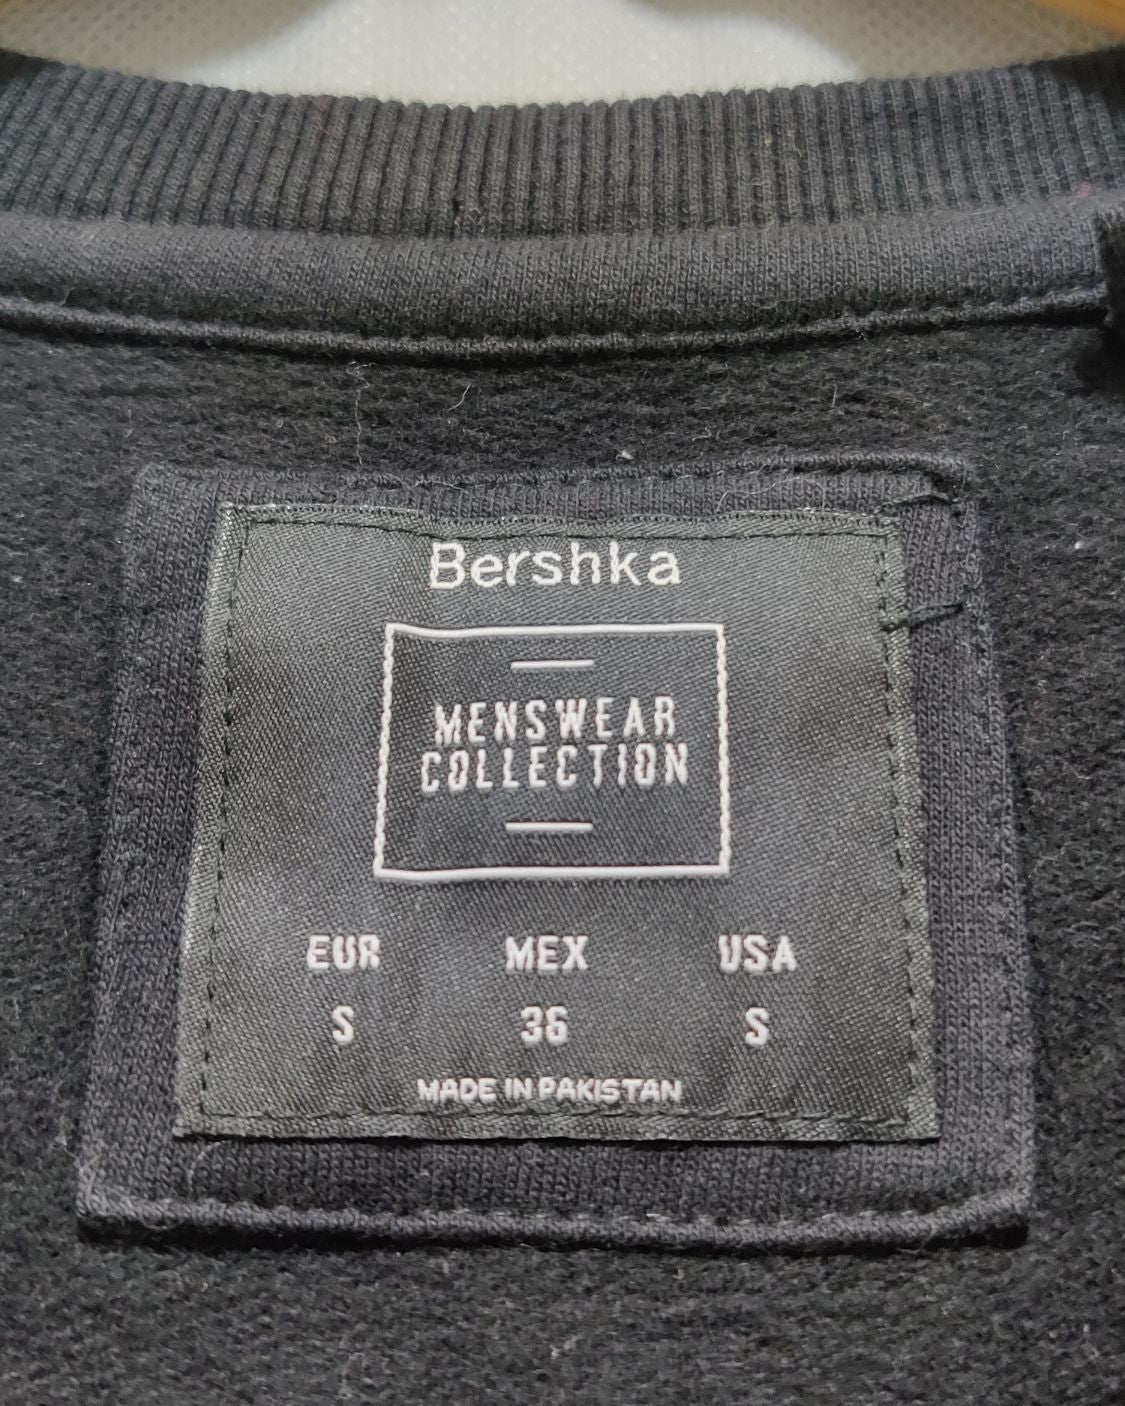 Bershka
MENSWEAR
COLLECTION
EUR MEX USA
S 36 S
MADE IN PAKISTAN